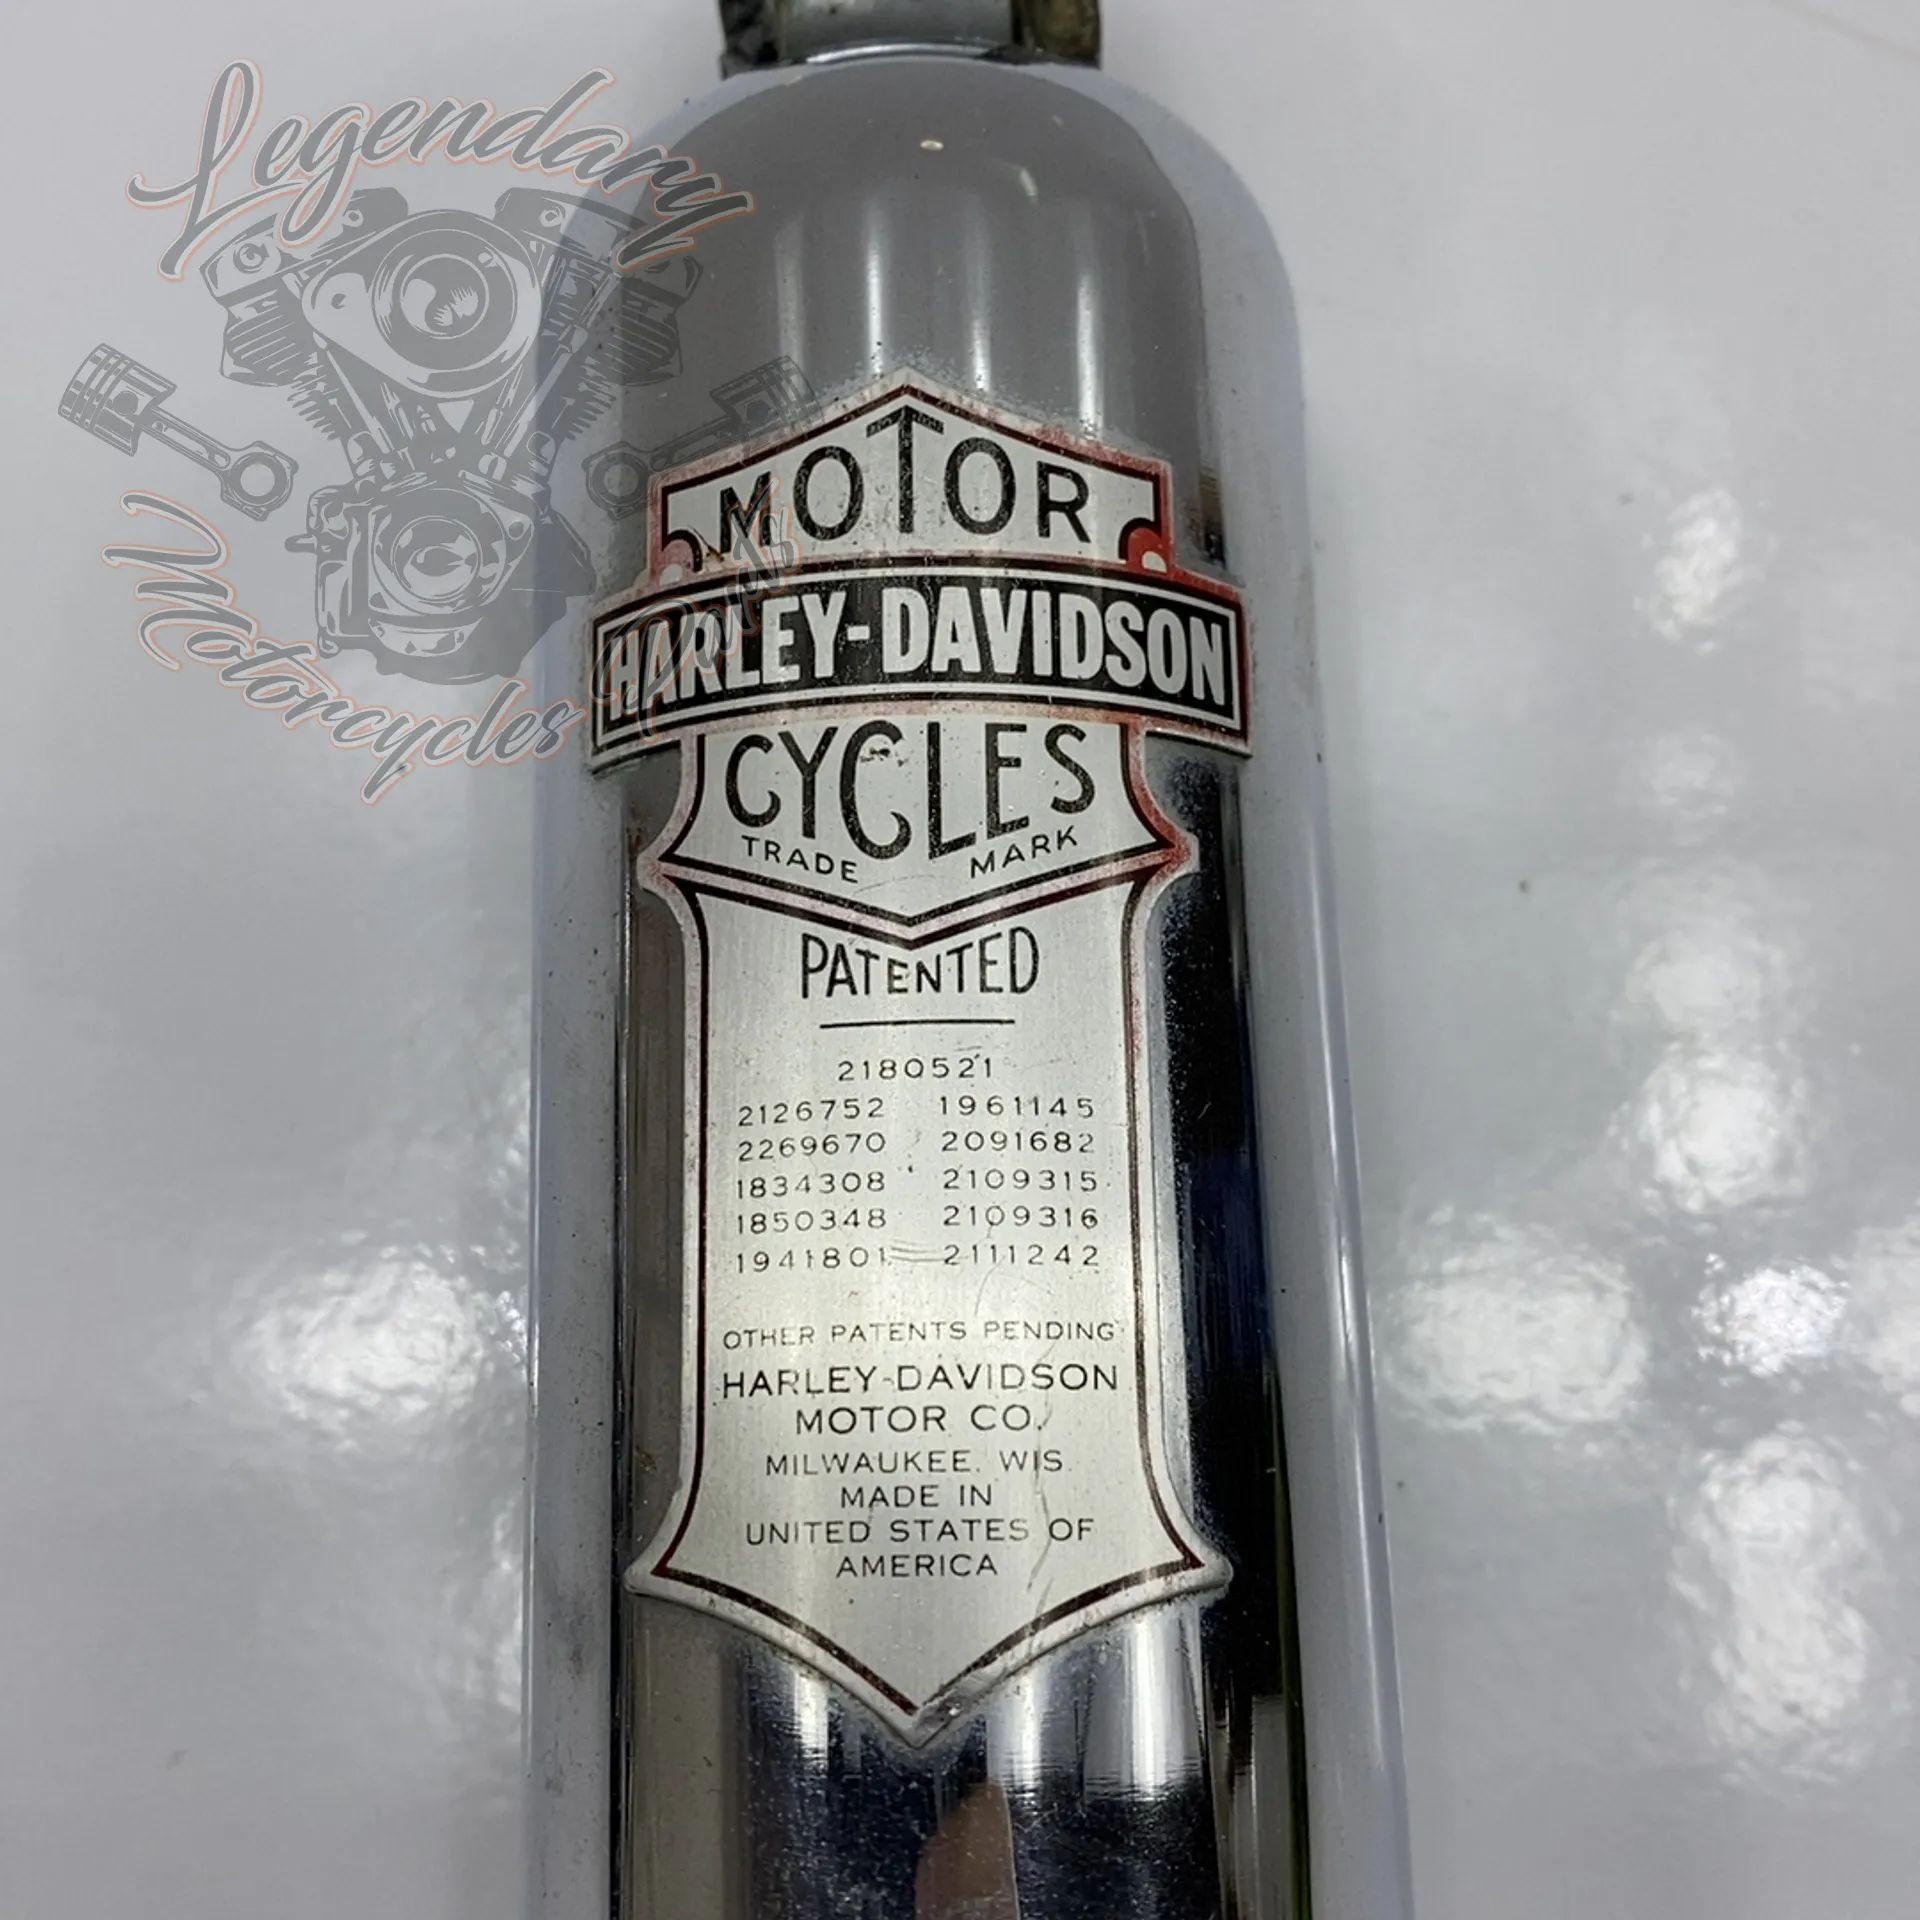 Legendary
Motorcycles Parts
MOTOR
HARLEY-DAVIDSON
CYCLES
TRADE MARK
PATENTED
2180521
2126752 1961145
2269670 2091682
1834308 2109315
1850348 2109316
1941801 2111242
OTHER PATENTS PENDING
HARLEY-DAVIDSON
MOTOR CO.
MILWAUKEE. WIS.
MADE IN
UNITED STATES OF
AMERICA